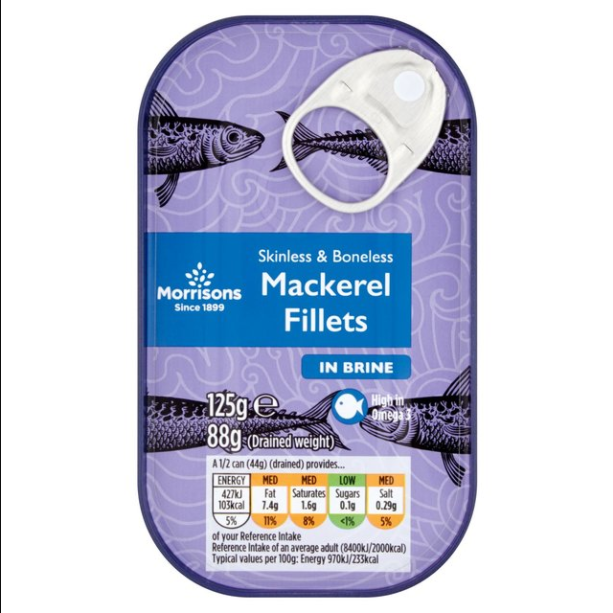 Skinless & Boneless
Mackerel
Fillets
Morrisons
Since 1899
IN BRINE
125g e
88g (Drained weight)
High in
Omega 3
A 1/2 can (44g) (drained) provides...
ENERGY MED MED LOW MED
427kJ Fat Saturates Sugars Salt
103kcal 7.4g 1.6g 0.1g 0.29g
5% 11% 8% <1% 5%
of your Reference Intake
Reference Intake of an average adult (8400kJ/2000kcal)
Typical values per 100g: Energy 970kJ/233kcal